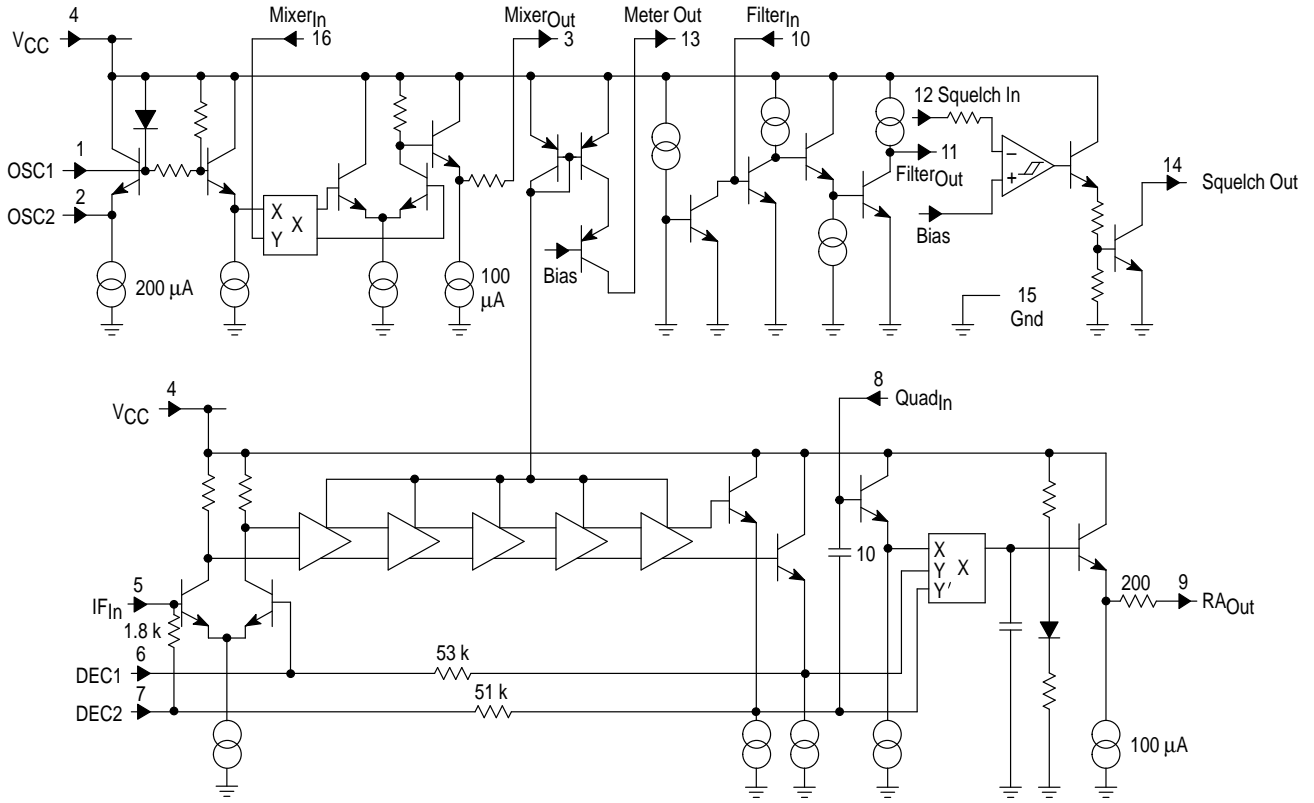 4
VCC
MixerIn
16
MixerOut
3
Meter Out
13
FilterIn
10
12 Squelch In
1
OSC1
2
OSC2
X
Y
X
200 µA
100
µA
Bias
11
FilterOut
Bias
–
+
14
Squelch Out
15
Gnd
4
VCC
8
QuadIn
10
X
Y
Y'
X
5
IFIn
1.8 k
200
9
RAOut
6
DEC1
53 k
7
DEC2
51 k
100 µA